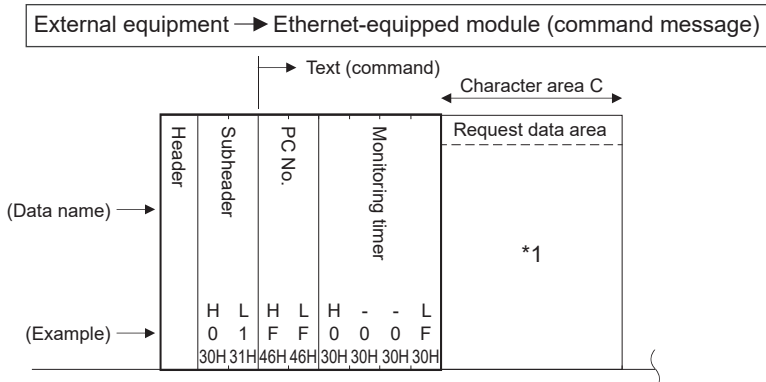 External equipment → Ethernet-equipped module (command message)
Text (command)
Character area C
Header
Subheader
PC No.
Monitoring timer
Request data area
(Data name)
*1
H L H L H - - L
(Example) 0 1 F F 0 0 0 F
30H 31H 46H 46H 30H 30H 30H 30H